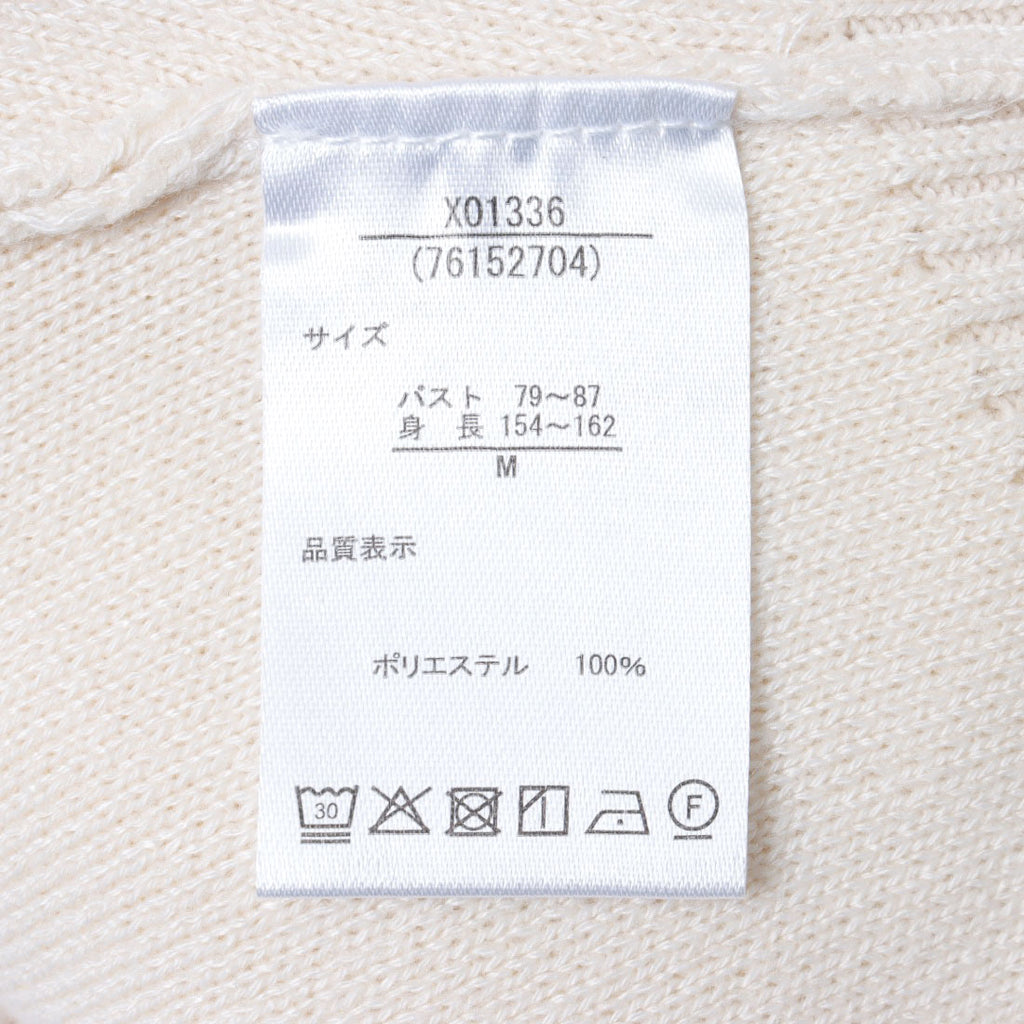 X01336
(76152704)
サイズ
バスト 79～87
身 長 154～162
M
品質表示
ポリエステル 100%
30
F